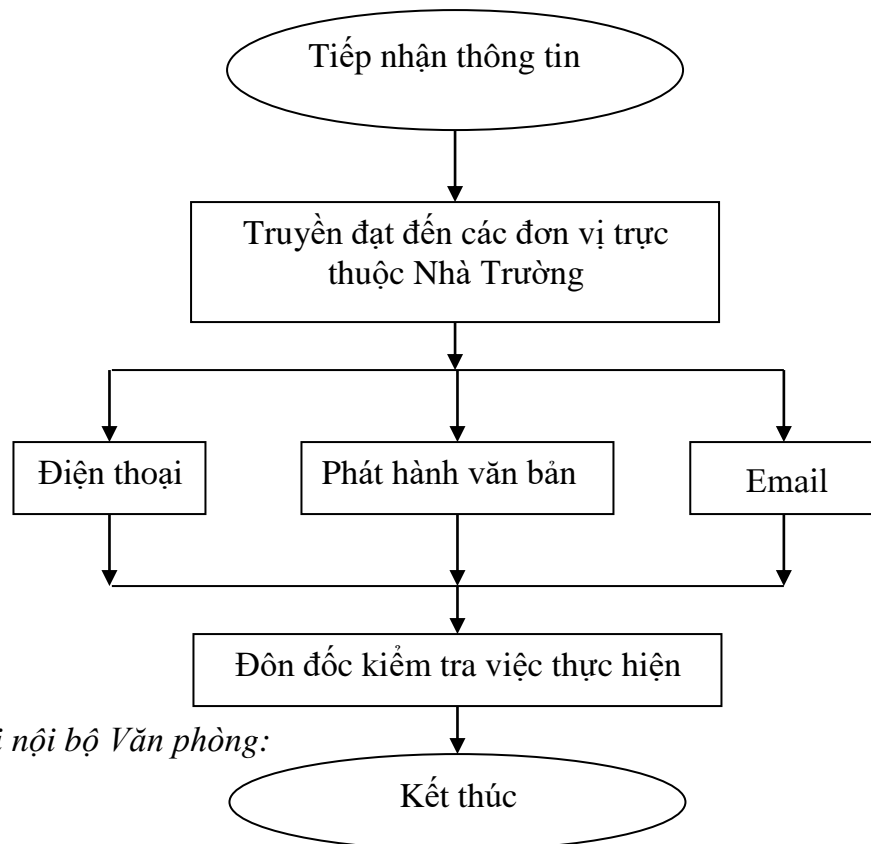 Tiếp nhận thông tin
Truyền đạt đến các đơn vị trực
thuộc Nhà Trường
Điện thoại
Phát hành văn bản
Email
Đôn đốc kiểm tra việc thực hiện
nội bộ Văn phòng:
Kết thúc